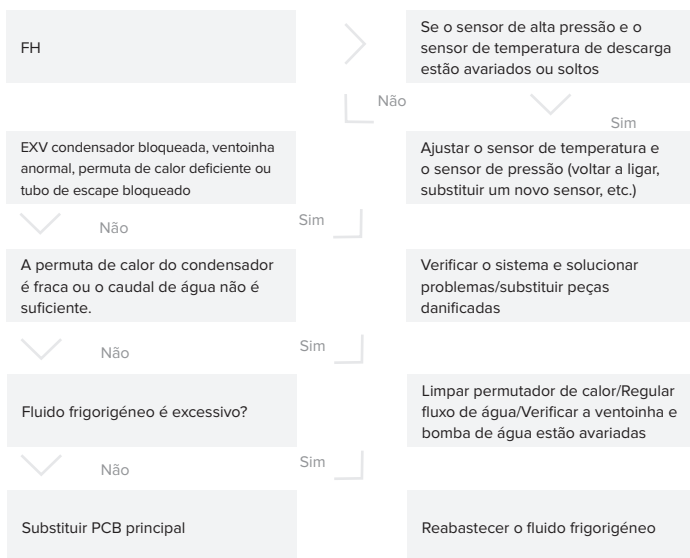 FH
Se o sensor de alta pressão e o
sensor de temperatura de descarga
estão avariados ou soltos
Não
Sim
EXV condensador bloqueada, ventoinha
anormal, permuta de calor deficiente ou
tubo de escape bloqueado
Ajustar o sensor de temperatura e
o sensor de pressão (voltar a ligar,
substituir um novo sensor, etc.)
Não
Sim
A permuta de calor do condensador
é fraca ou o caudal de água não é
suficiente.
Verificar o sistema e solucionar
problemas/substituir peças
danificadas
Não
Sim
Fluido frigorigéneo é excessivo?
Limpar permutador de calor/Regular
fluxo de água/Verificar a ventoinha e
bomba de água estão avariadas
Não
Sim
Substituir PCB principal
Reabastecer o fluido frigorigéneo